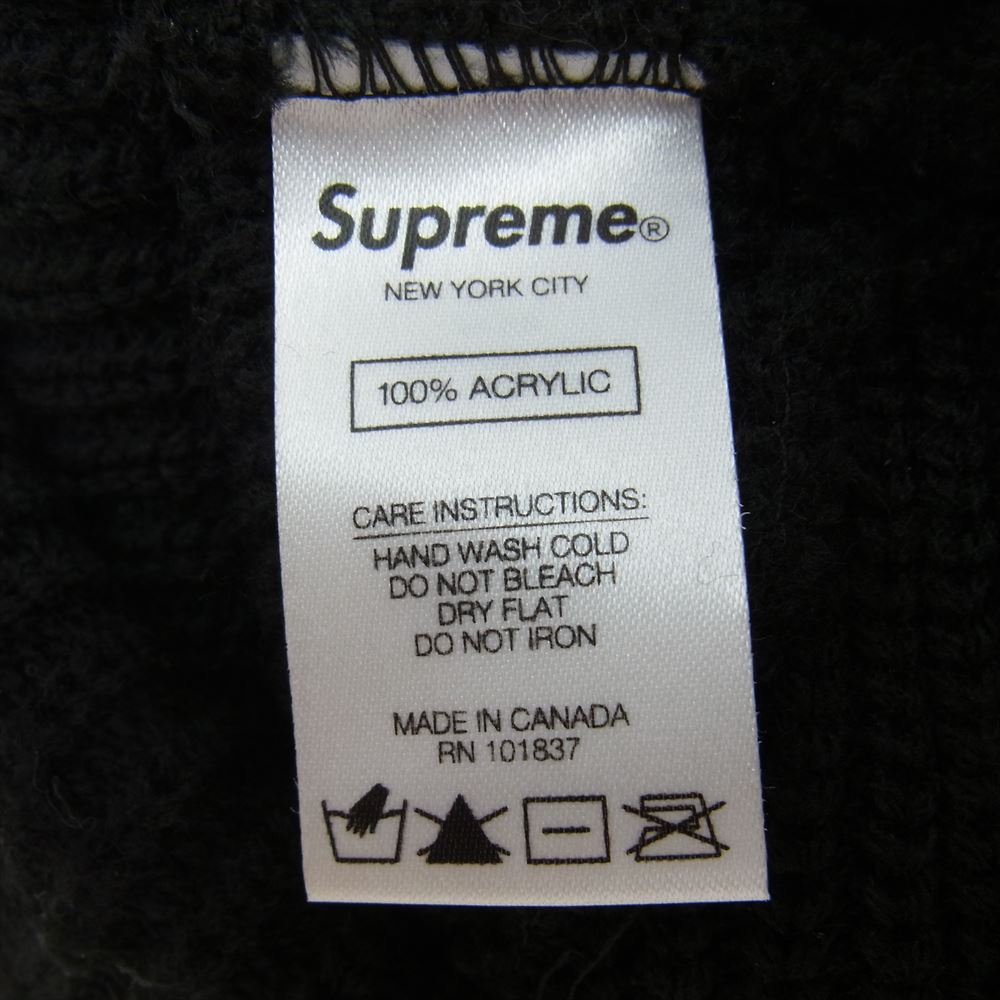 Supreme®
NEW YORK CITY
100% ACRYLIC
CARE INSTRUCTIONS:
HAND WASH COLD
DO NOT BLEACH
DRY FLAT
DO NOT IRON
MADE IN CANADA
RN 101837